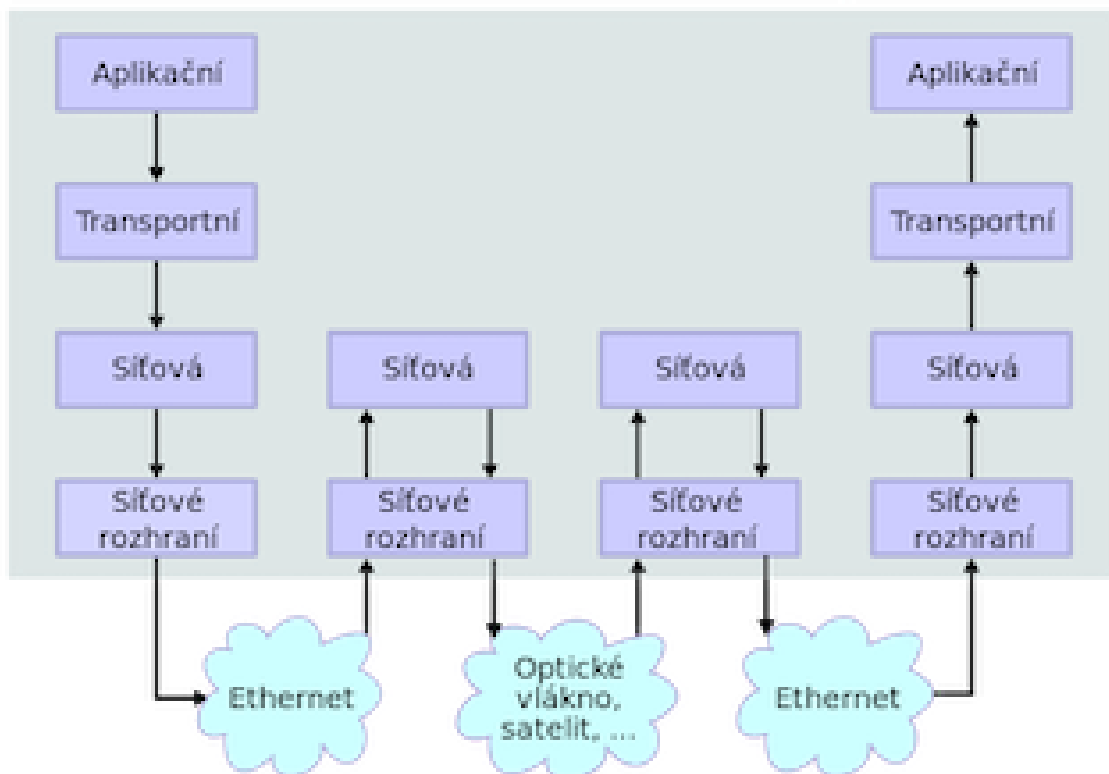 Aplikační
Aplikační
Transportní
Transportní
Síťová
Síťová
Síťová
Síťová
Síťové
rozhraní
Síťové
rozhraní
Síťové
rozhraní
Síťové
rozhraní
Ethernet
Optické
vlákno,
satelit, ...
Ethernet